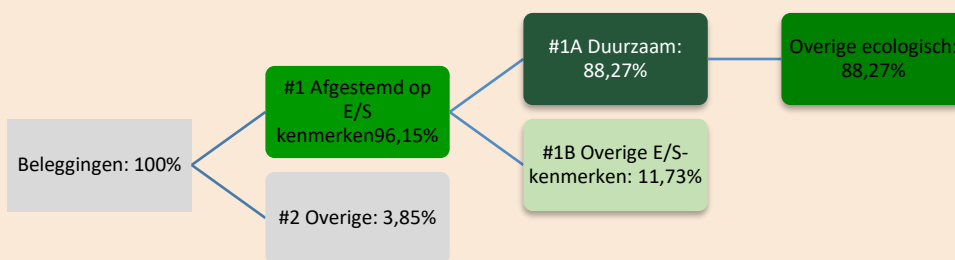 Beleggingen: 100%
#1 Afgestemd op
E/S
kenmerken96,15%
#2 Overige: 3,85%
#1A Duurzaam:
88,27%
#1B Overige E/S-
kenmerken: 11,73%
Overige ecologisch:
88,27%